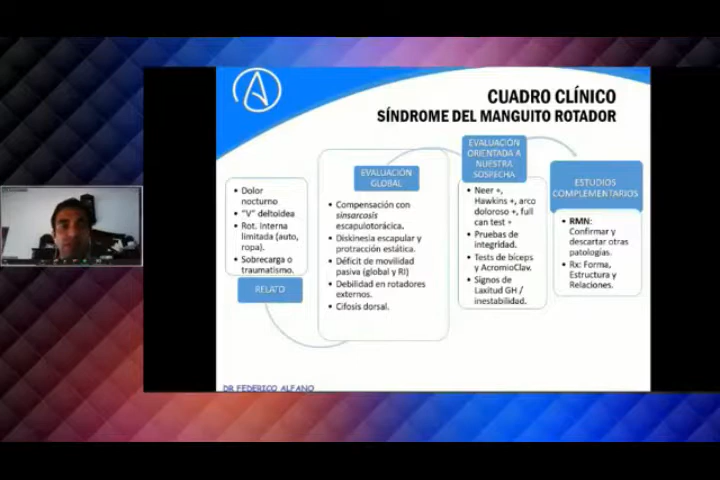 CUADRO CLÍNICO
SÍNDROME DEL MANGUITO ROTADOR
• Dolor
nocturno
• "V" deltoidea
• Rot. interna
limitada (auto,
ropa).
• Sobrecarga o
traumatismo.
RELATO
EVALUACIÓN
GLOBAL
• Compensación con
sinsarcosis
escapulotorácica.
• Diskinesia escapular y
protracción estática.
• Déficit de movilidad
pasiva (global y RI)
• Debilidad en rotadores
externos.
• Cifosis dorsal.
EVALUACIÓN
ORIENTADA A
NUESTRA
SOSPECHA
• Neer +,
Hawkins +, arco
doloroso +, full
can test +
• Pruebas de
integridad.
• Tests de bíceps
y AcromioClav.
• Signos de
Laxitud GH /
inestabilidad.
ESTUDIOS
COMPLEMENTARIOS
• RMN:
Confirmar y
descartar otras
patologías.
• Rx: Forma,
Estructura y
Relaciones.
DR FEDERICO ALFANO